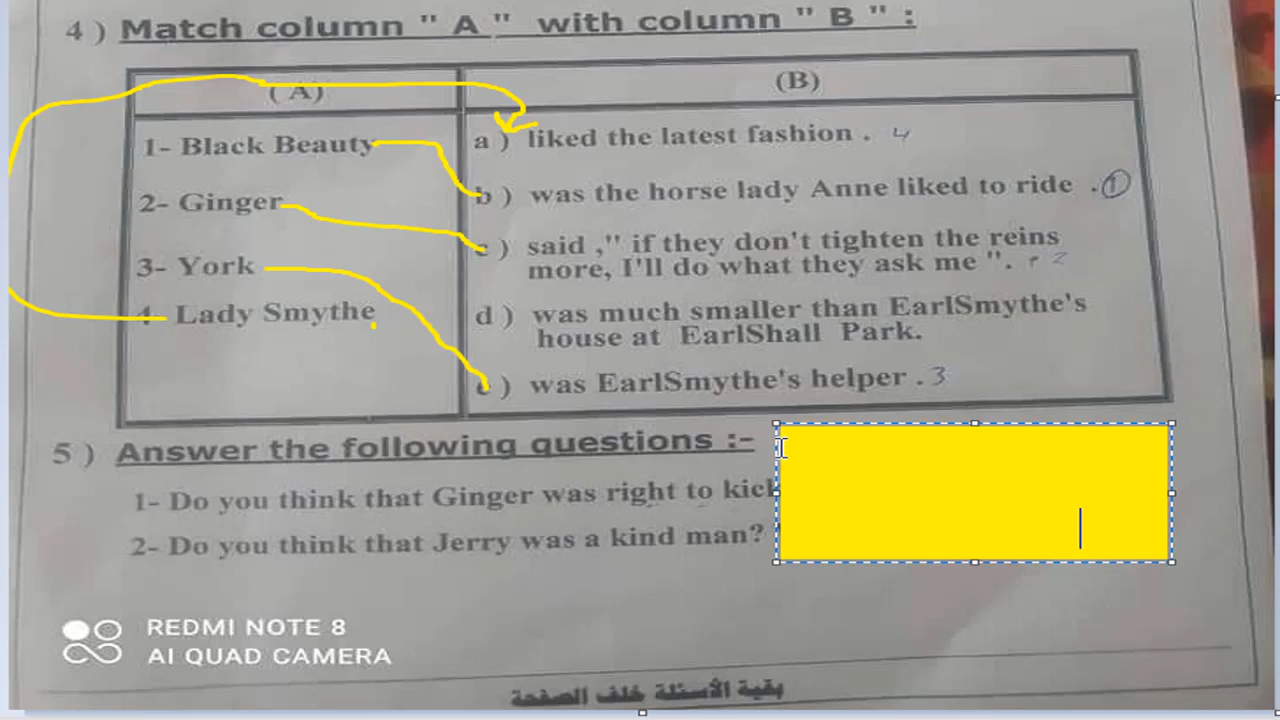 4 ) Match column " A " with column " B " :
( A)
(B)
1- Black Beauty
a ) liked the latest fashion . 4
b ) was the horse lady Anne liked to ride . 1
2- Ginger
c ) said ," if they don't tighten the reins
more, I'll do what they ask me ". 2
3- York
4- Lady Smythe
d ) was much smaller than EarlSmythe's
house at EarlShall Park.
e ) was EarlSmythe's helper . 3
5 ) Answer the following questions :-
1- Do you think that Ginger was right to
2- Do you think that Jerry was a kind man?
REDMI NOTE 8
AI QUAD CAMERA
بقية الأسئلة خلف الصفحة